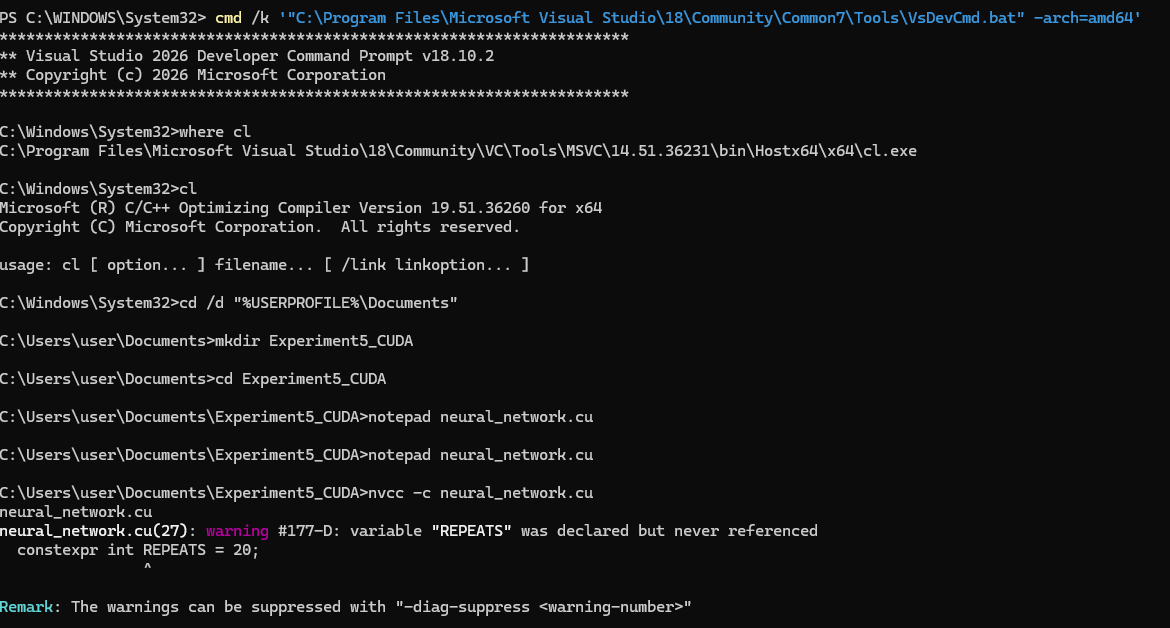 PS C:\WINDOWS\System32> cmd /k '"C:\Program Files\Microsoft Visual Studio\18\Community\Common7\Tools\VsDevCmd.bat" -arch=amd64'
**********************************************************************
** Visual Studio 2026 Developer Command Prompt v18.10.2
** Copyright (c) 2026 Microsoft Corporation
**********************************************************************
C:\Windows\System32>where cl
C:\Program Files\Microsoft Visual Studio\18\Community\VC\Tools\MSVC\14.51.36231\bin\Hostx64\x64\cl.exe
C:\Windows\System32>cl
Microsoft (R) C/C++ Optimizing Compiler Version 19.51.36260 for x64
Copyright (C) Microsoft Corporation.  All rights reserved.
usage: cl [ option... ] filename... [ /link linkoption... ]
C:\Windows\System32>cd /d "%USERPROFILE%\Documents"
C:\Users\user\Documents>mkdir Experiment5_CUDA
C:\Users\user\Documents>cd Experiment5_CUDA
C:\Users\user\Documents\Experiment5_CUDA>notepad neural_network.cu
C:\Users\user\Documents\Experiment5_CUDA>notepad neural_network.cu
C:\Users\user\Documents\Experiment5_CUDA>nvcc -c neural_network.cu
neural_network.cu
neural_network.cu(27): warning #177-D: variable "REPEATS" was declared but never referenced
  constexpr int REPEATS = 20;
                ^
Remark: The warnings can be suppressed with "-diag-suppress <warning-number>"